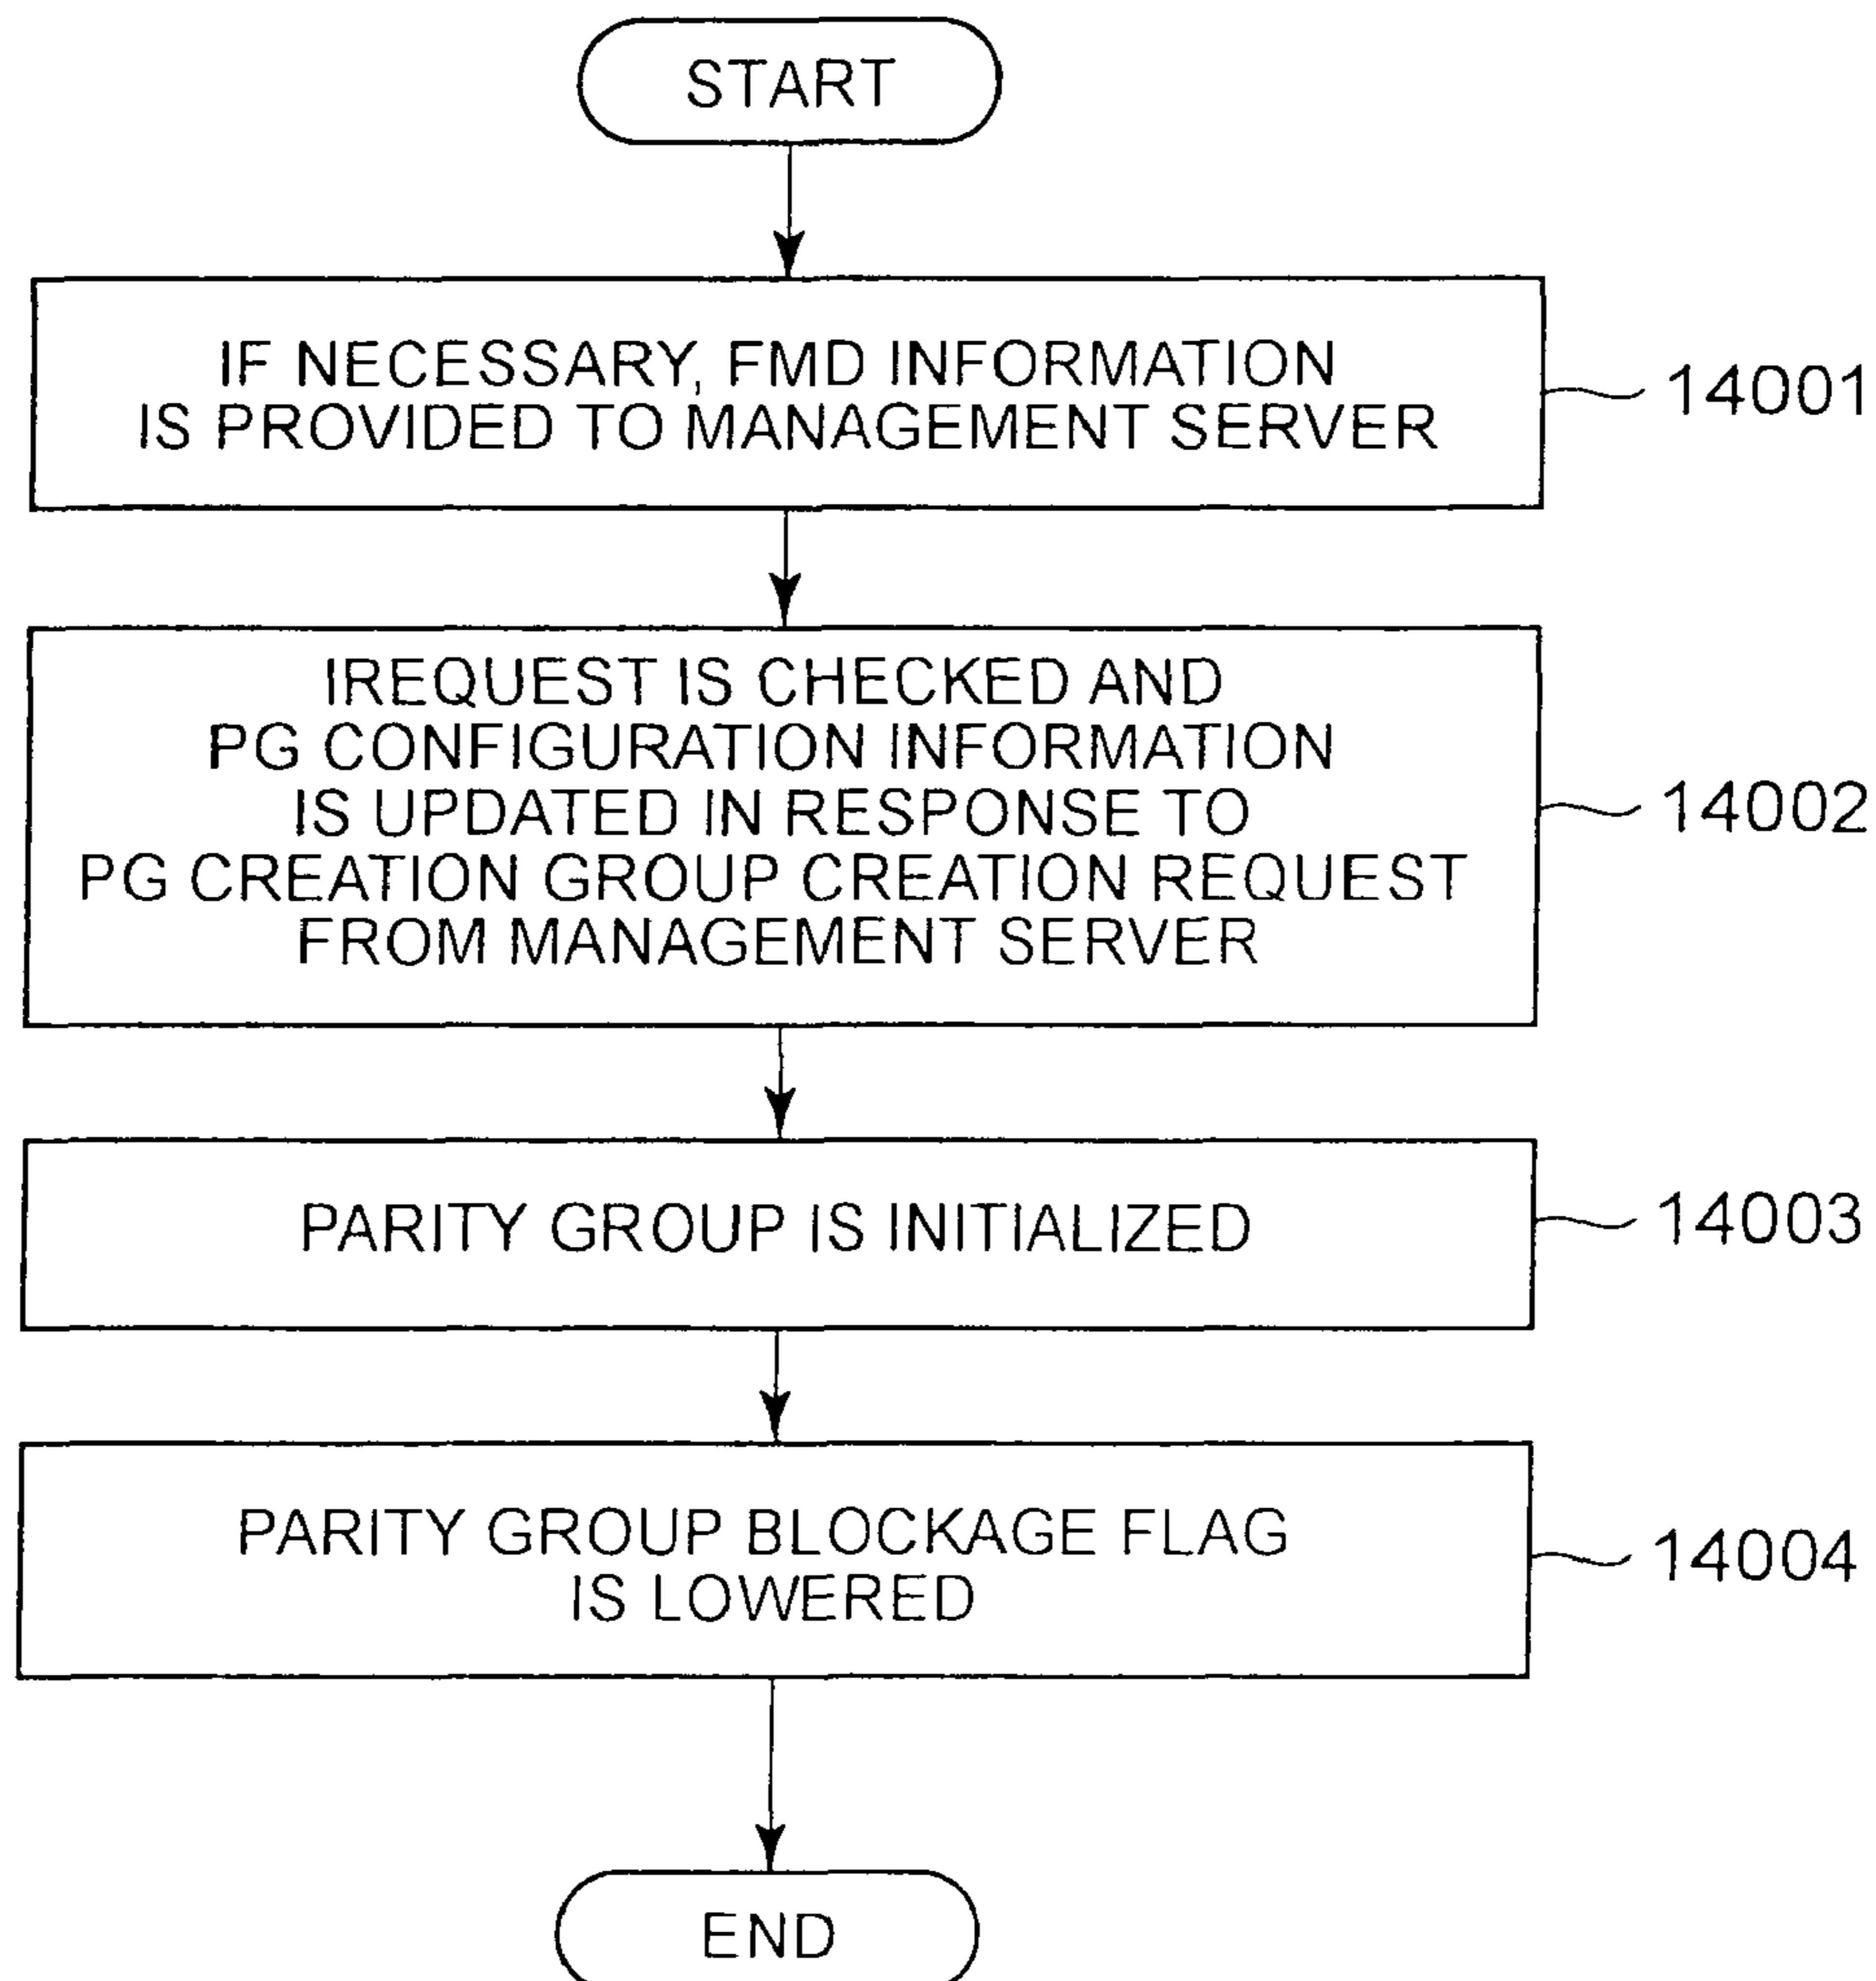 START
IF NECESSARY, FMD INFORMATION
IS PROVIDED TO MANAGEMENT SERVER
14001
IREQUEST IS CHECKED AND
PG CONFIGURATION INFORMATION
IS UPDATED IN RESPONSE TO
PG CREATION GROUP CREATION REQUEST
FROM MANAGEMENT SERVER
14002
PARITY GROUP IS INITIALIZED
14003
PARITY GROUP BLOCKAGE FLAG
IS LOWERED
14004
END